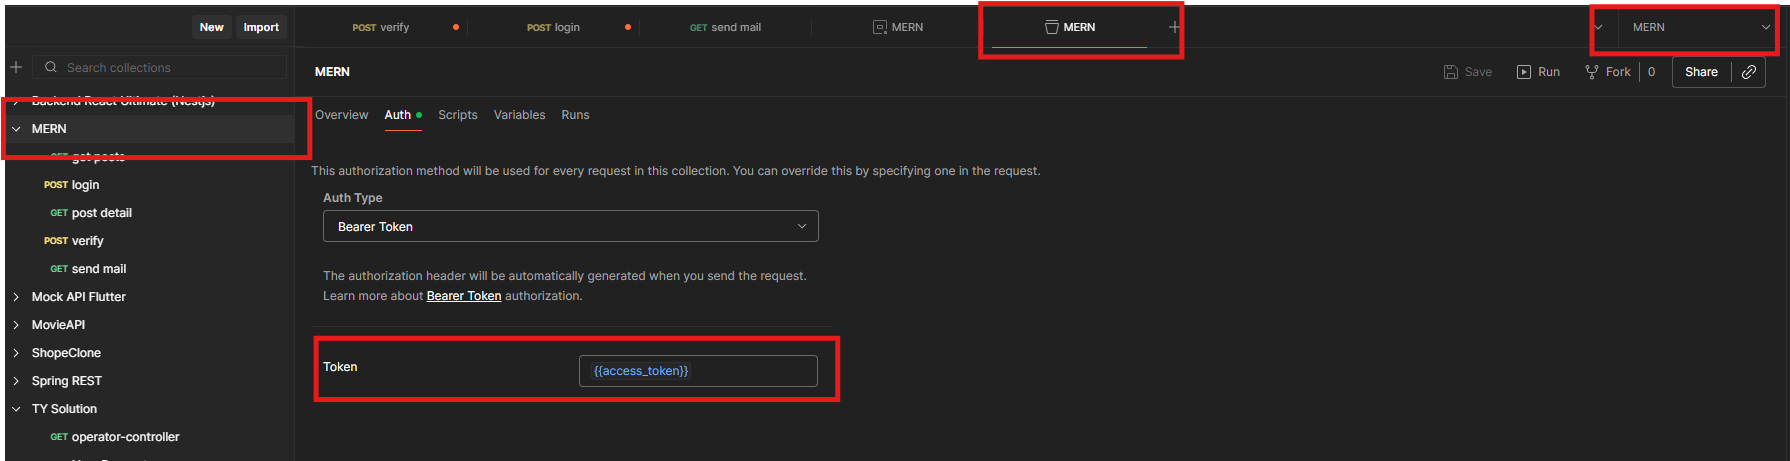 New Import
POST verify POST login GET send mail MERN MERN MERN
Search collections
MERN Save Run Fork 0 Share
Backend React Ultimate (Nestjs)
MERN
get posts
POST login
GET post detail
POST verify
GET send mail
Mock API Flutter
MovieAPI
ShopeClone
Spring REST
TY Solution
GET operator-controller
Overview Auth Scripts Variables Runs
This authorization method will be used for every request in this collection. You can override this by specifying one in the request.
Auth Type
Bearer Token
The authorization header will be automatically generated when you send the request.
Learn more about Bearer Token authorization.
Token {{access_token}}